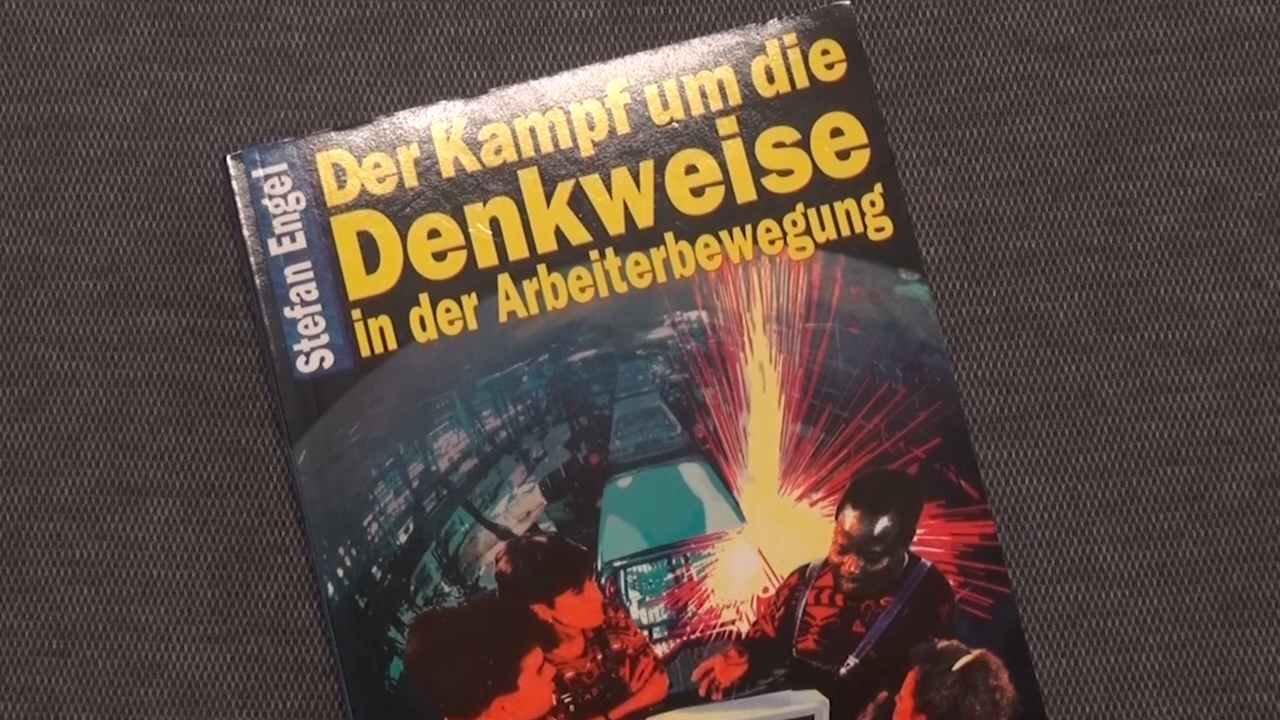 Stefan Engel
Der Kampf um die
Denkweise
in der Arbeiterbewegung